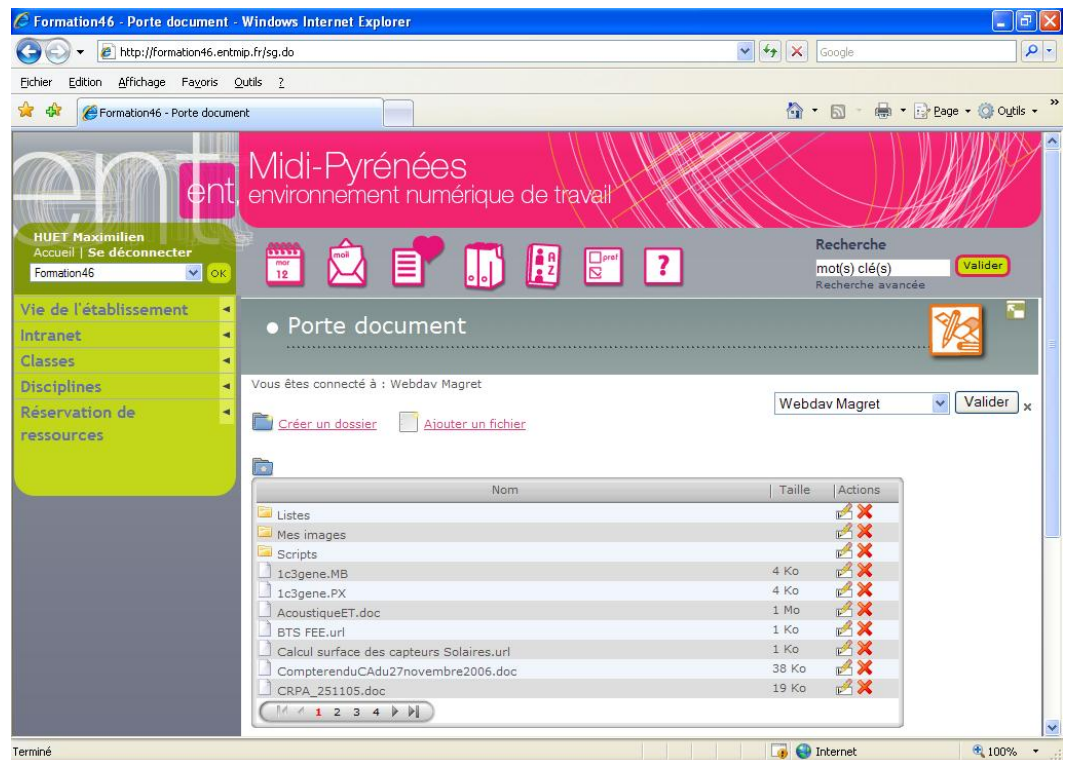 Formation46 - Porte document - Windows Internet Explorer
http://formation46.entmip.fr/sg.do
Google
Fichier Edition Affichage Favoris Outils ?
Formation46 - Porte document
Page Outils
ent
ent
Midi-Pyrénées
environnement numérique de travail
HUET Maximilien
Accueil | Se déconnecter
Formation46 OK
mar
12
mail
A
Z
pref
?
Recherche
mot(s) clé(s) Valider
Recherche avancée
Vie de l'établissement
Intranet
Classes
Disciplines
Réservation de
ressources
Porte document
Vous êtes connecté à : Webdav Magret
Webdav Magret Valider x
Créer un dossier Ajouter un fichier
Nom Taille Actions
Listes
Mes images
Scripts
1c3gene.MB 4 Ko
1c3gene.PX 4 Ko
AcoustiqueET.doc 1 Mo
BTS FEE.url 1 Ko
Calcul surface des capteurs Solaires.url 1 Ko
CompterenduCAdu27novembre2006.doc 38 Ko
CRPA_251105.doc 19 Ko
1 2 3 4
Terminé Internet 100%